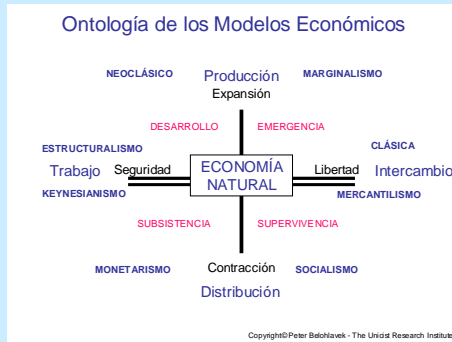 Ontología de los Modelos Económicos
NEOCLÁSICO Producción MARGINALISMO
Expansión
DESARROLLO EMERGENCIA
ESTRUCTURALISMO CLÁSICA
Trabajo Seguridad ECONOMÍA NATURAL Libertad Intercambio
KEYNESIANISMO MERCANTILISMO
SUBSISTENCIA SUPERVIVENCIA
MONETARISMO Contracción SOCIALISMO
Distribución
Copyright© Peter Belohlavek - The Unicist Research Institute